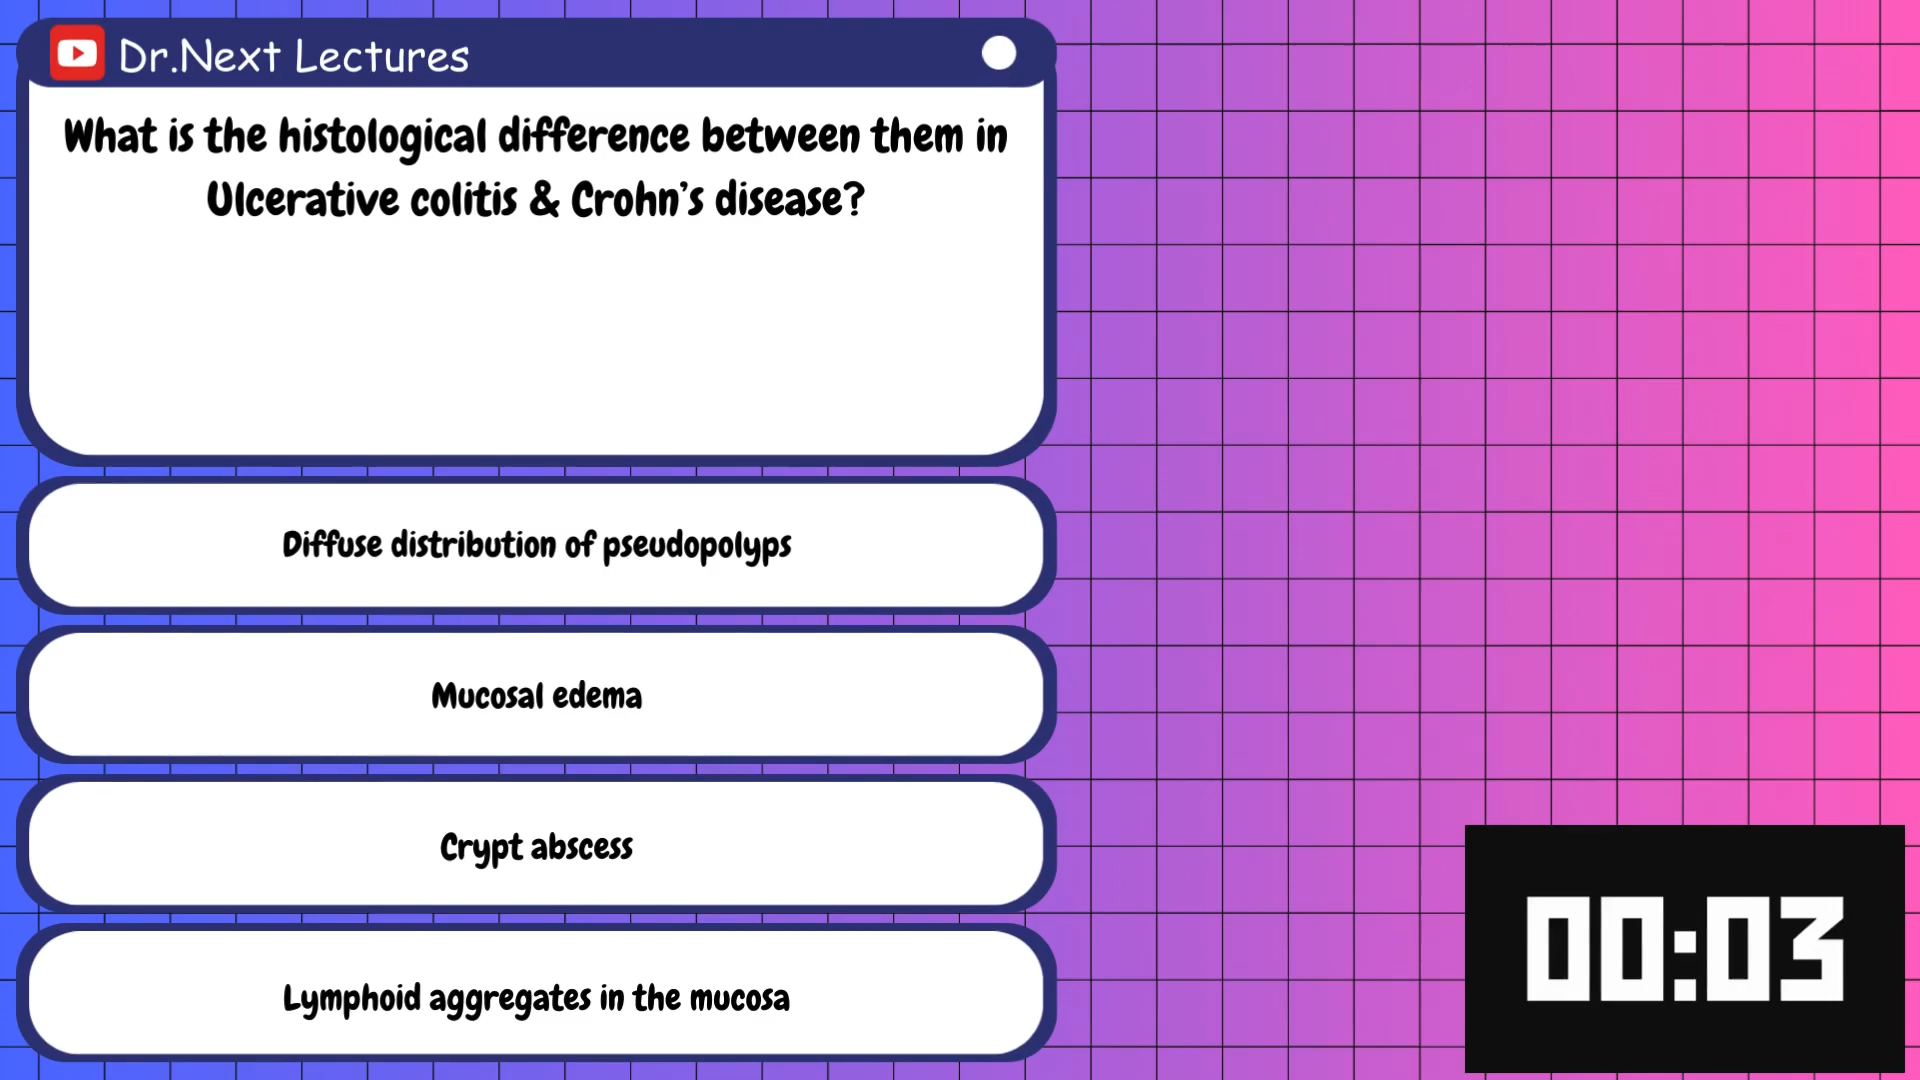 Dr.Next Lectures
What is the histological difference between them in
Ulcerative colitis & Crohn’s disease?
Diffuse distribution of pseudopolyps
Mucosal edema
Crypt abscess
Lymphoid aggregates in the mucosa
00:03